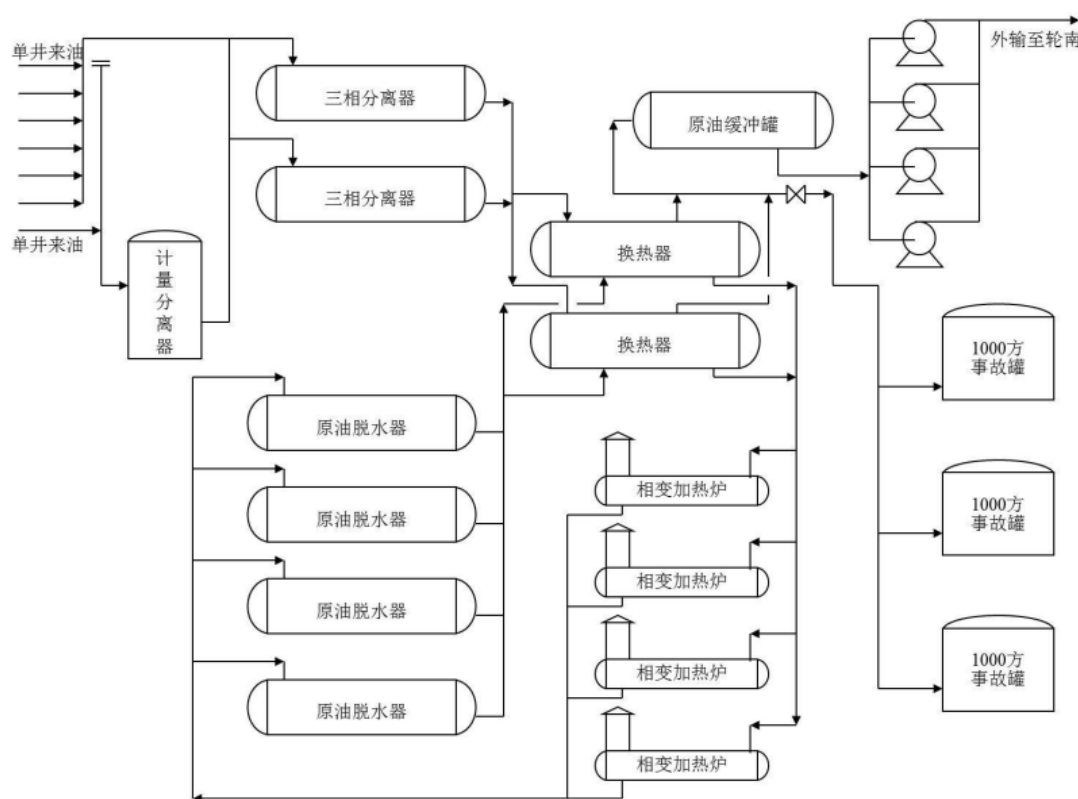 单井来油
外输至轮南
三相分离器
原油缓冲罐
三相分离器
单井来油
计
量
分
离
器
换热器
换热器
1000方
事故罐
原油脱水器
相变加热炉
原油脱水器
1000方
事故罐
相变加热炉
原油脱水器
相变加热炉
1000方
事故罐
原油脱水器
相变加热炉